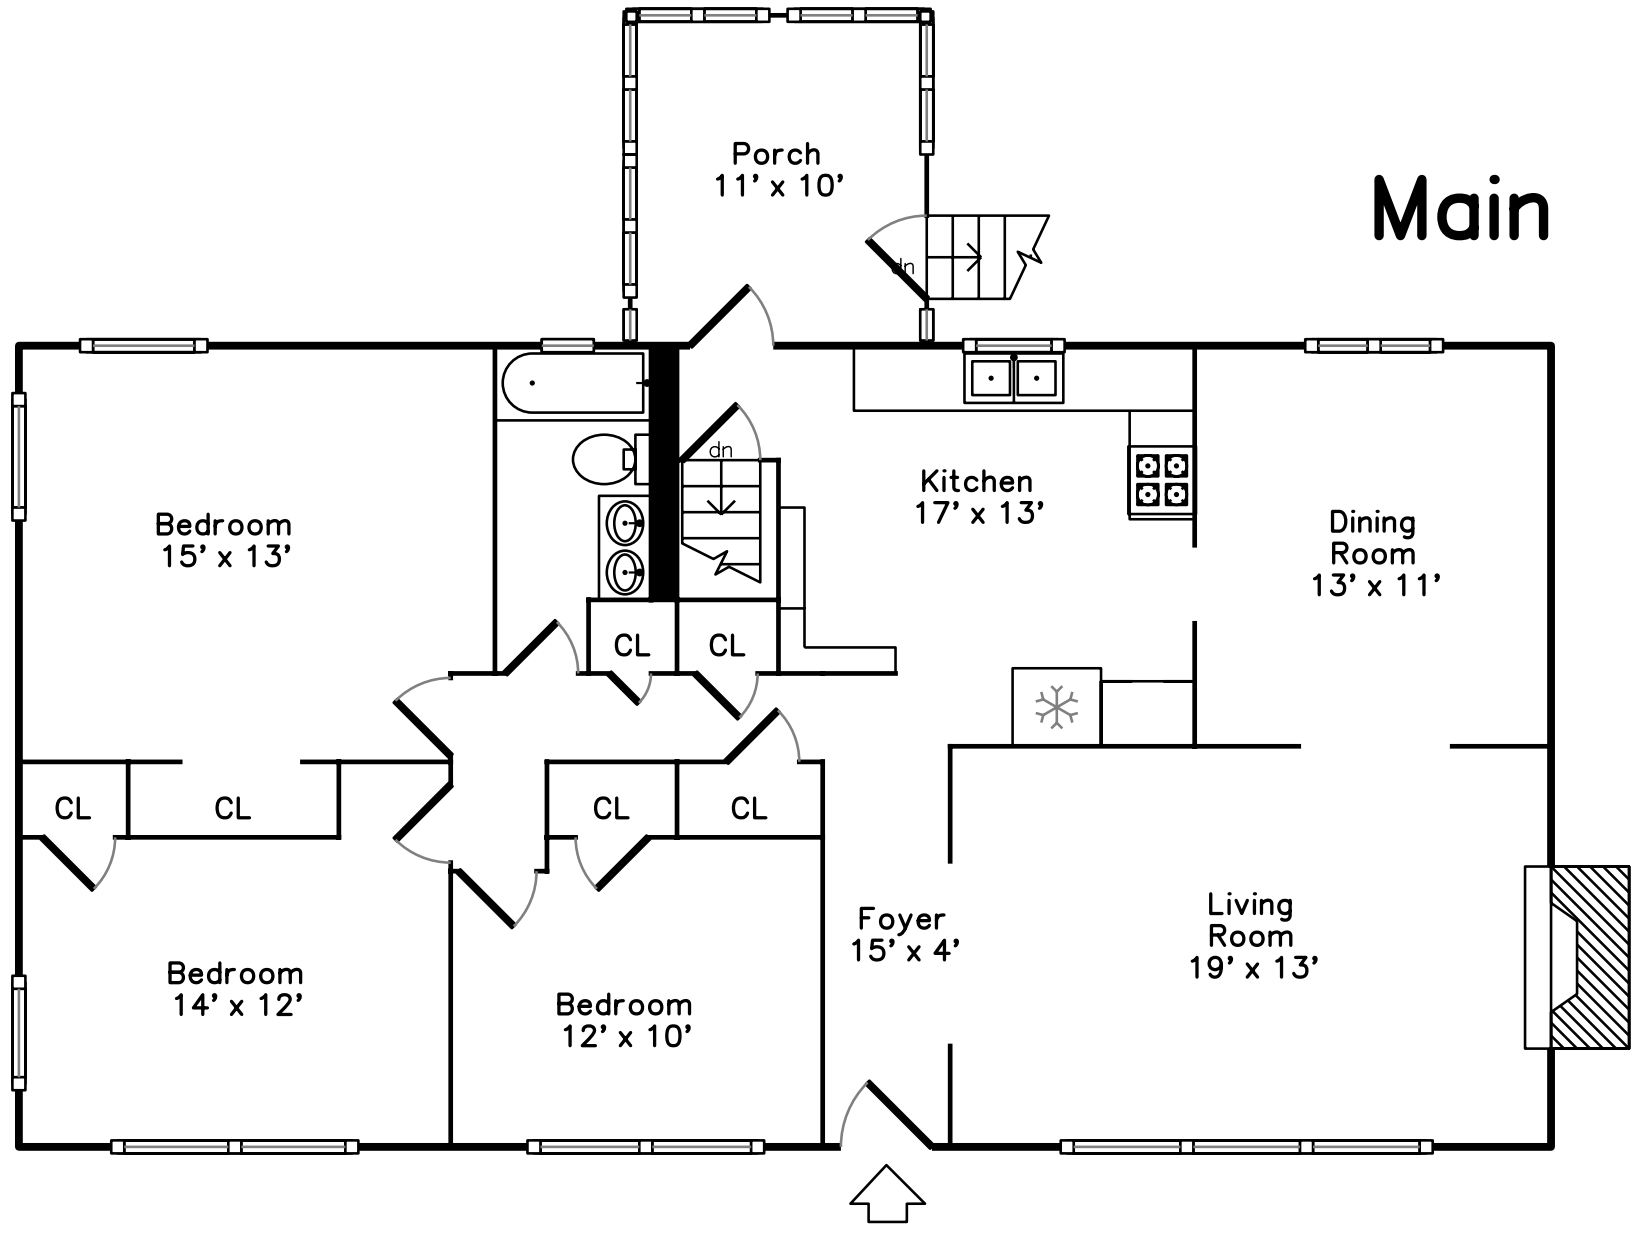 Porch
11' x 10'
Main
dn
dn
Kitchen
17' x 13'
Bedroom
15' x 13'
Dining
Room
13' x 11'
CL
CL
CL
CL
CL
CL
Living
Room
19' x 13'
Foyer
15' x 4'
Bedroom
14' x 12'
Bedroom
12' x 10'